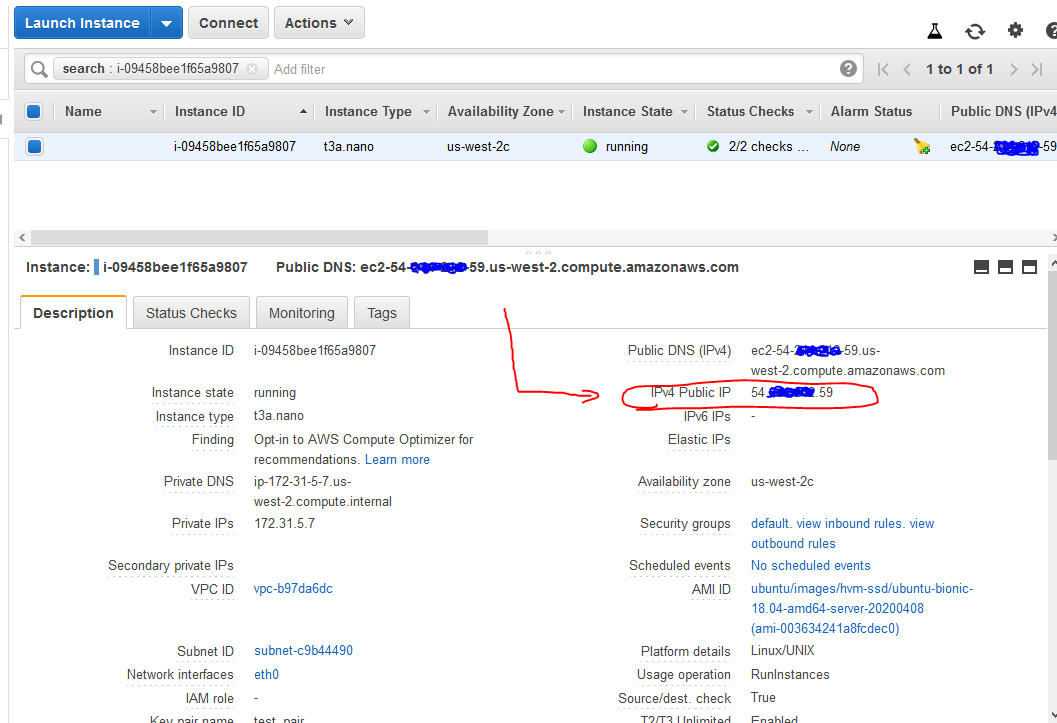 Launch Instance Connect Actions
search : i-09458bee1f65a9807 Add filter 1 to 1 of 1
Name Instance ID Instance Type Availability Zone Instance State Status Checks Alarm Status Public DNS (IPv4
i-09458bee1f65a9807 t3a.nano us-west-2c running 2/2 checks ... None ec2-54- -59
Instance: i-09458bee1f65a9807 Public DNS: ec2-54- -59.us-west-2.compute.amazonaws.com
Description Status Checks Monitoring Tags
Instance ID i-09458bee1f65a9807 Public DNS (IPv4) ec2-54- -59.us-
west-2.compute.amazonaws.com
Instance state running IPv4 Public IP 54. .59
Instance type t3a.nano IPv6 IPs -
Finding Opt-in to AWS Compute Optimizer for Elastic IPs
recommendations. Learn more
Private DNS ip-172-31-5-7.us- Availability zone us-west-2c
west-2.compute.internal
Private IPs 172.31.5.7 Security groups default. view inbound rules. view
outbound rules
Secondary private IPs Scheduled events No scheduled events
VPC ID vpc-b97da6dc AMI ID ubuntu/images/hvm-ssd/ubuntu-bionic-
18.04-amd64-server-20200408
(ami-003634241a8fcdec0)
Subnet ID subnet-c9b44490 Platform details Linux/UNIX
Network interfaces eth0 Usage operation RunInstances
IAM role - Source/dest. check True
Key pair name test_pair T2/T3 Unlimited Enabled